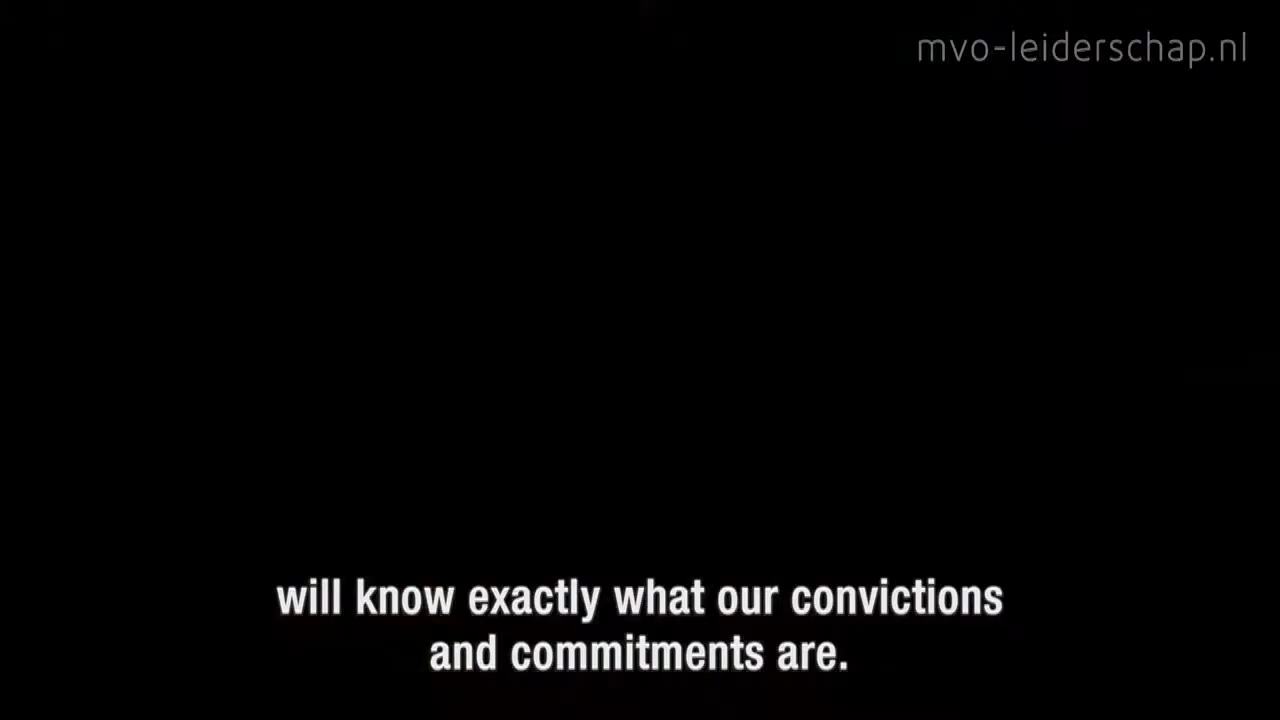 mvo-leiderschap.nl
will know exactly what our convictions
and commitments are.